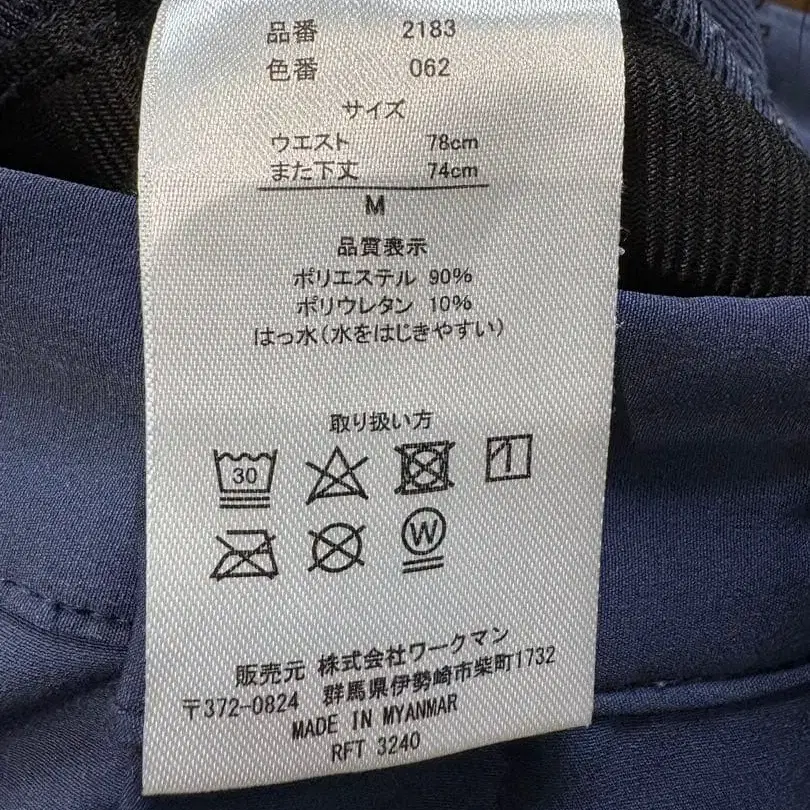 品番 2183
色番 062
サイズ
ウエスト 78cm
また下丈 74cm
M
品質表示
ポリエステル 90%
ポリウレタン 10%
はっ水(水をはじきやすい)
取り扱い方
30
W
販売元 株式会社ワークマン
〒372-0824 群馬県伊勢崎市柴町1732
MADE IN MYANMAR
RFT 3240